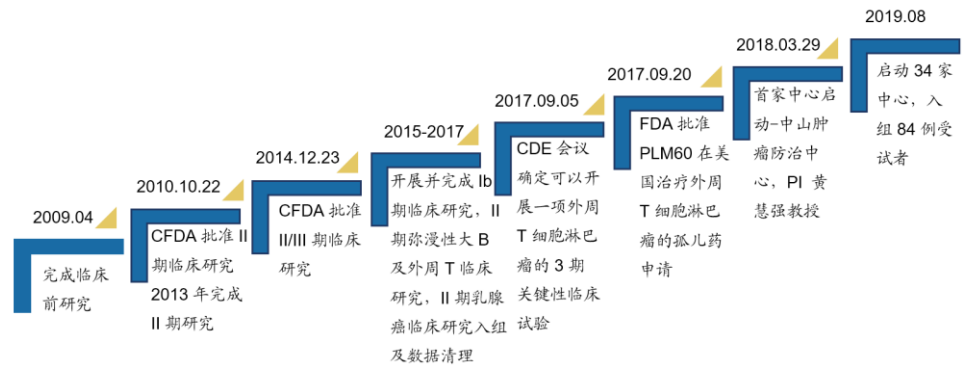 2009.04
完成临床
前研究
2010.10.22
CFDA 批准 II
期临床研究
2013 年完成
II 期研究
2014.12.23
CFDA 批准
II/III 期临床
研究
2015-2017
开展并完成 Ib
期临床研究，II
期弥漫性大 B
及外周 T 临床
研究，II 期乳腺
癌临床研究入组
及数据清理
2017.09.05
CDE 会议
确定可以开
展一项外周
T 细胞淋巴
瘤的 3 期
关键性临床
试验
2017.09.20
FDA 批准
PLM60 在美
国治疗外周
T 细胞淋巴
瘤的孤儿药
申请
2018.03.29
首家中心启
动-中山肿
瘤防治中
心，PI 黄
慧强教授
2019.08
启动 34 家
中心，入
组 84 例受
试者